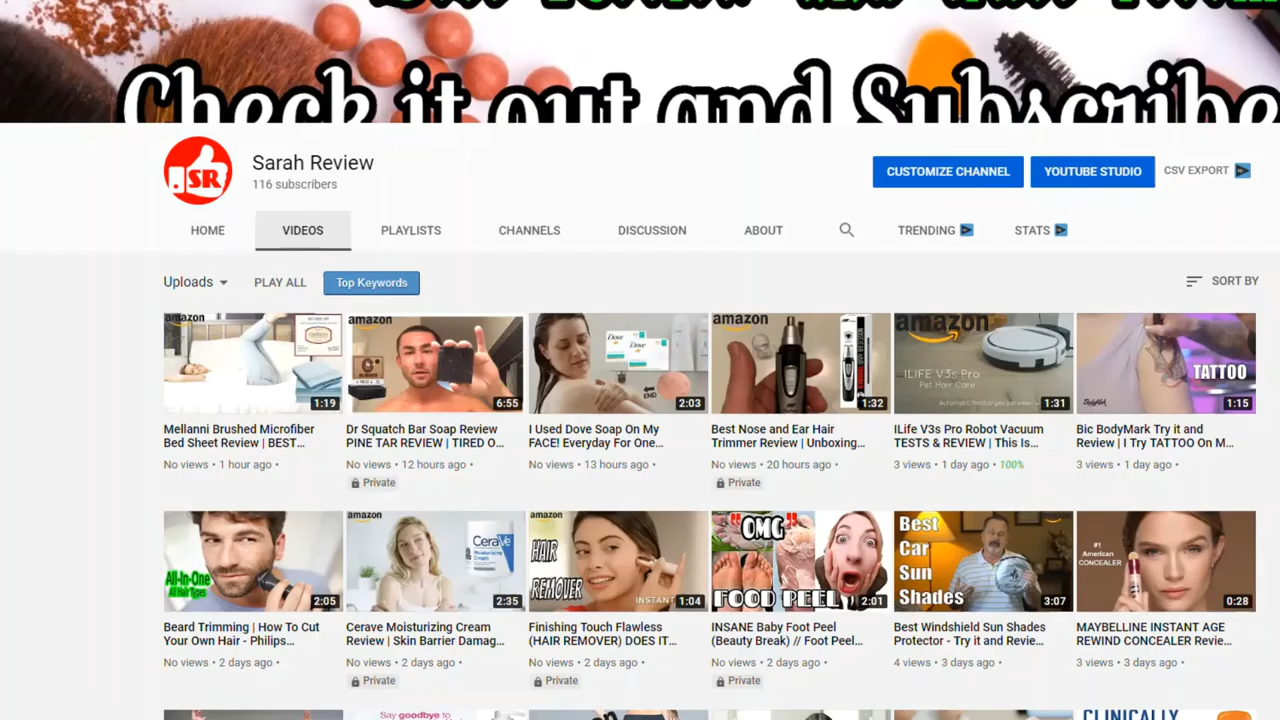 Check it out and Subscribe
SR
Sarah Review
116 subscribers
CUSTOMIZE CHANNEL
YOUTUBE STUDIO
CSV EXPORT
HOME
VIDEOS
PLAYLISTS
CHANNELS
DISCUSSION
ABOUT
TRENDING
STATS
Uploads
PLAY ALL
Top Keywords
SORT BY
amazon
1:19
Mellanni Brushed Microfiber
Bed Sheet Review | BEST...
No views • 1 hour ago •
amazon
6:55
Dr Squatch Bar Soap Review
PINE TAR REVIEW | TIRED O...
No views • 12 hours ago •
Private
Dove
Dove
END
2:03
I Used Dove Soap On My
FACE! Everyday For One...
No views • 13 hours ago •
amazon
1:32
Best Nose and Ear Hair
Trimmer Review | Unboxing...
No views • 20 hours ago •
Private
amazon
ILIFE V3s Pro
Pet Hair Care
1:31
ILife V3s Pro Robot Vacuum
TESTS & REVIEW | This Is...
3 views • 1 day ago • 100%
TATTOO
1:15
Bic BodyMark Try it and
Review | I Try TATTOO On M...
3 views • 1 day ago •
All-In-One
All Hair Types
2:05
Beard Trimming | How To Cut
Your Own Hair - Philips...
No views • 2 days ago •
amazon
CeraVe
Moisturizing
Cream
2:35
Cerave Moisturizing Cream
Review | Skin Barrier Damag...
No views • 2 days ago •
Private
amazon
HAIR
REMOVER
INSTANT
1:04
Finishing Touch Flawless
(HAIR REMOVER) DOES IT...
No views • 2 days ago •
Private
"OMG"
FOOD PEEL
2:01
INSANE Baby Foot Peel
(Beauty Break) // Foot Peel...
No views • 2 days ago •
Private
Best
Car
Sun
Shades
amazon
3:07
Best Windshield Sun Shades
Protector - Try it and Revie...
4 views • 3 days ago •
#1
American
CONCEALER
0:28
MAYBELLINE INSTANT AGE
REWIND CONCEALER Revie...
3 views • 3 days ago •
Say goodbye to
CLINICALLY